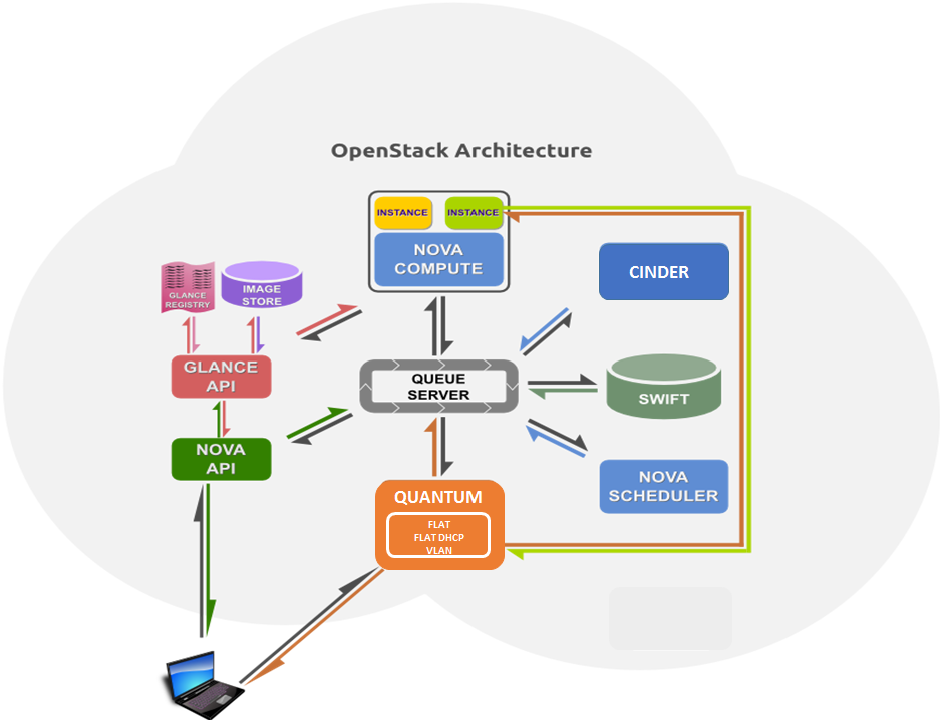 OpenStack Architecture
INSTANCE
INSTANCE
NOVA
COMPUTE
CINDER
GLANCE
REGISTRY
IMAGE
STORE
GLANCE
API
QUEUE
SERVER
SWIFT
NOVA
API
NOVA
SCHEDULER
QUANTUM
FLAT
FLAT DHCP
VLAN